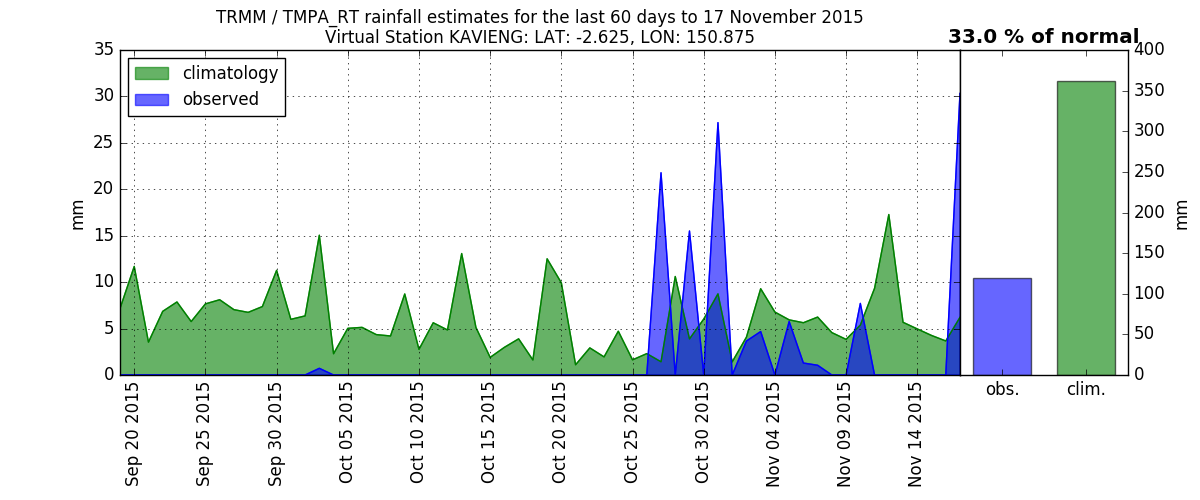 TRMM / TMPA_RT rainfall estimates for the last 60 days to 17 November 2015
Virtual Station KAVIENG: LAT: -2.625, LON: 150.875
33.0 % of normal
climatology
observed
35
30
25
20
15
10
5
0
mm
400
350
300
250
200
150
100
50
0
mm
Sep 20 2015
Sep 25 2015
Sep 30 2015
Oct 05 2015
Oct 10 2015
Oct 15 2015
Oct 20 2015
Oct 25 2015
Oct 30 2015
Nov 04 2015
Nov 09 2015
Nov 14 2015
obs.
clim.